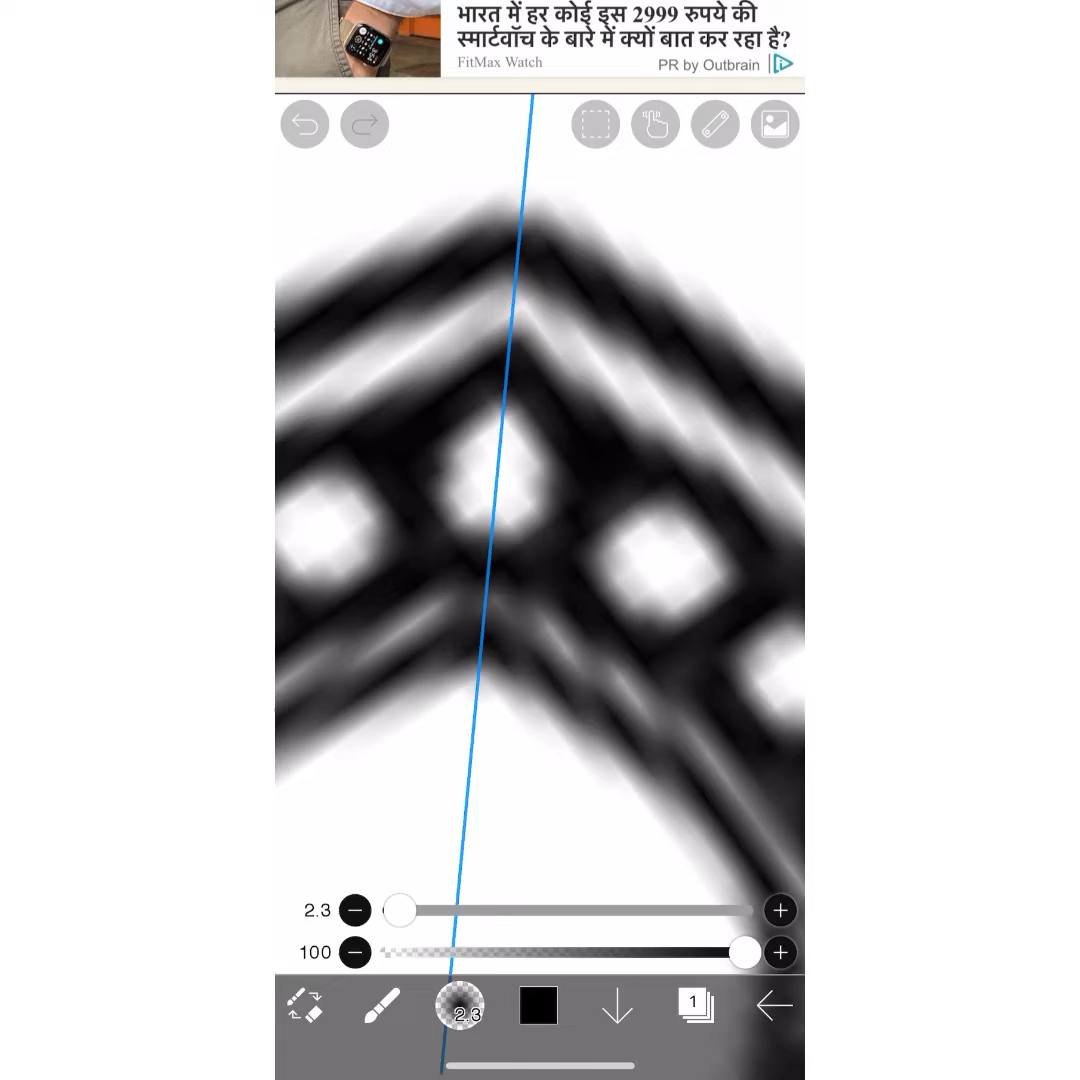 भारत में हर कोई इस 2999 रुपये की
स्मार्टवॉच के बारे में क्यों बात कर रहा है?
FitMax Watch
PR by Outbrain
2.3
100
2.3
1